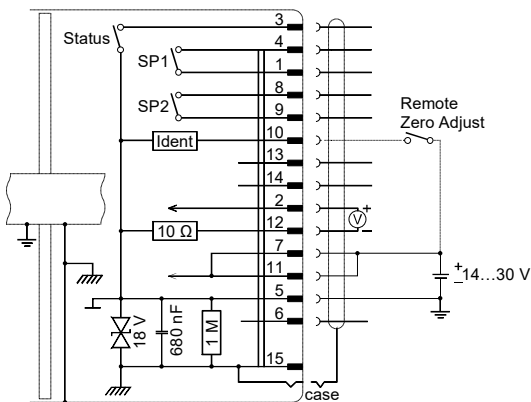 3
Status
4
SP1
1
8
SP2
9
Remote
Zero Adjust
Ident
10
13
14
2
V
+
10 Ω
12
–
7
11
+
–
14…30 V
5
18 V
680 nF
1 M
6
15
case